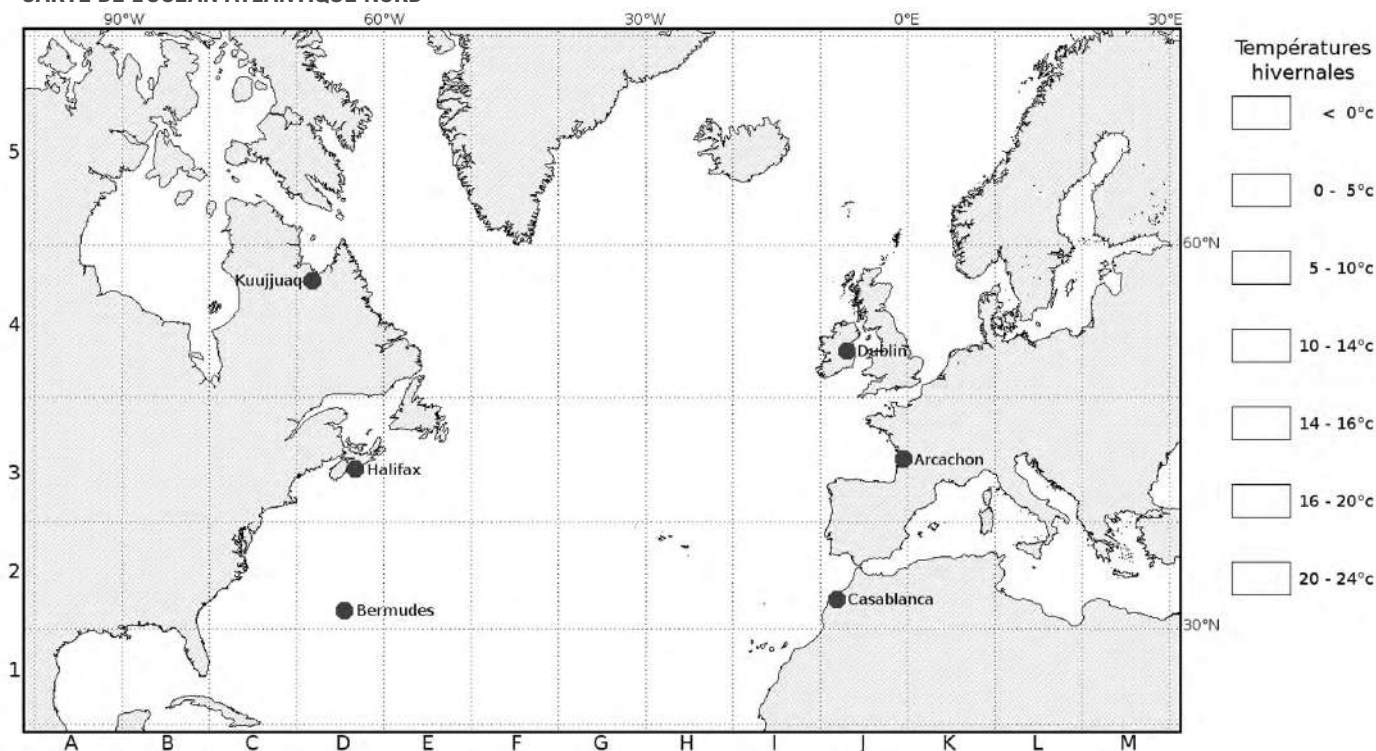 CARTE DE L'OCEAN ATLANTIQUE NORD
90°W 60°W 30°W 0°E 30°E
Températures
hivernales
< 0°c
0 - 5°c
5 - 10°c
10 - 14°c
14 - 16°c
16 - 20°c
20 - 24°c
5
60°N
Kuujjuaq
4
Dublin
Arcachon
3
Halifax
2
Casablanca
Bermudes
30°N
1
A B C D E F G H I J K L M